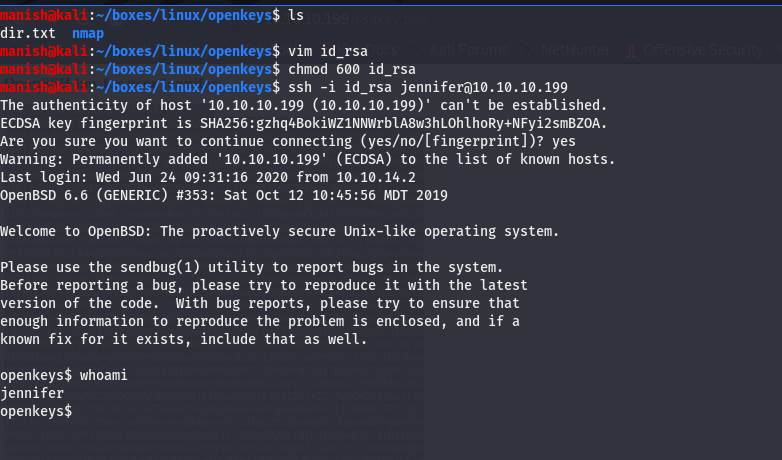 manish@kali:~/boxes/linux/openkeys$ ls
dir.txt  nmap
manish@kali:~/boxes/linux/openkeys$ vim id_rsa
manish@kali:~/boxes/linux/openkeys$ chmod 600 id_rsa
manish@kali:~/boxes/linux/openkeys$ ssh -i id_rsa jennifer@10.10.10.199
The authenticity of host '10.10.10.199 (10.10.10.199)' can't be established.
ECDSA key fingerprint is SHA256:gzhq4BokiWZ1NNWrblA8w3hLOhlhoRy+NFyi2smBZOA.
Are you sure you want to continue connecting (yes/no/[fingerprint])? yes
Warning: Permanently added '10.10.10.199' (ECDSA) to the list of known hosts.
Last login: Wed Jun 24 09:31:16 2020 from 10.10.14.2
OpenBSD 6.6 (GENERIC) #353: Sat Oct 12 10:45:56 MDT 2019
Welcome to OpenBSD: The proactively secure Unix-like operating system.
Please use the sendbug(1) utility to report bugs in the system.
Before reporting a bug, please try to reproduce it with the latest
version of the code.  With bug reports, please try to ensure that
enough information to reproduce the problem is enclosed, and if a
known fix for it exists, include that as well.
openkeys$ whoami
jennifer
openkeys$
Kali Forums
NetHunter
Offensive Security